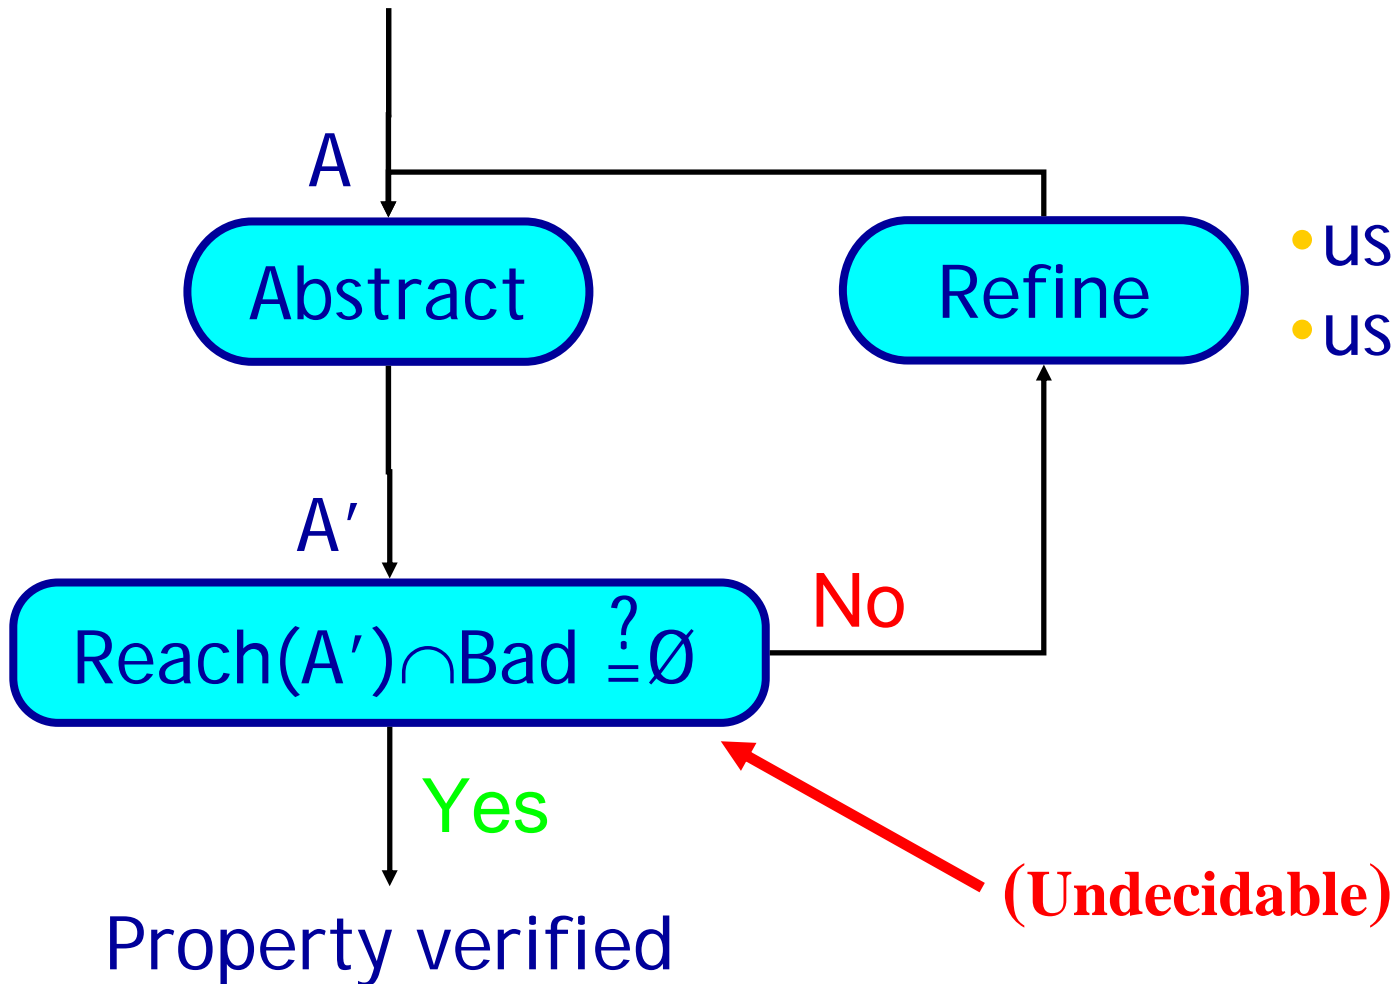 A
Abstract
Refine
•us
•us
A′
No
Reach(A′)∩Bad ≟ Ø
Yes
(Undecidable)
Property verified